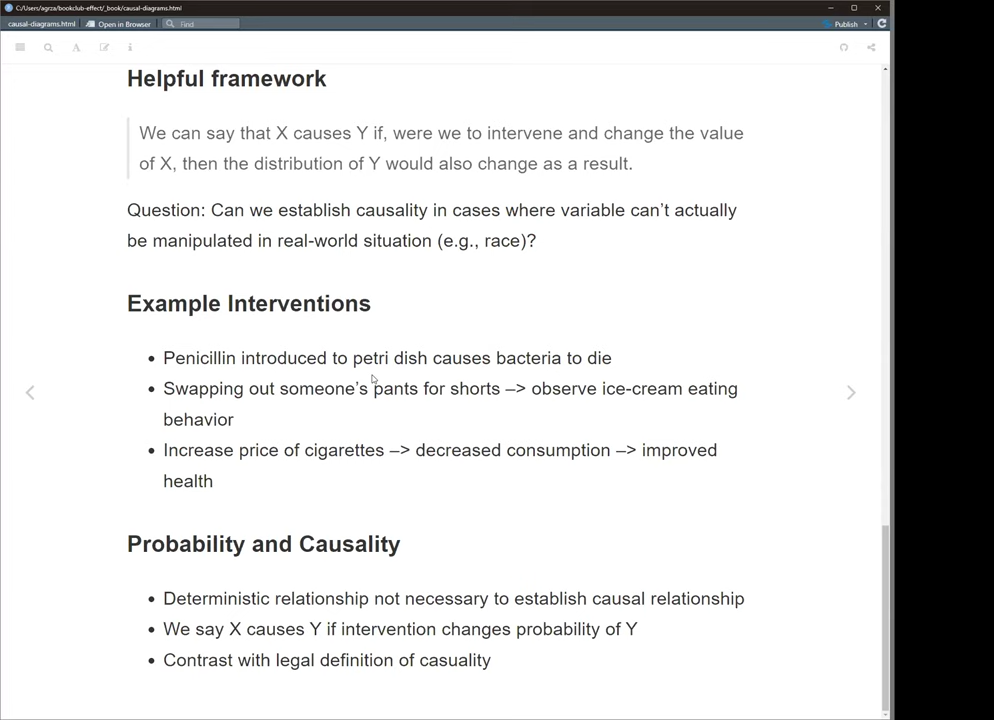 C:/Users/agrza/bookclub-effect/_book/causal-diagrams.html
causal-diagrams.html
Open in Browser
Find
Publish
Helpful framework
We can say that X causes Y if, were we to intervene and change the value
of X, then the distribution of Y would also change as a result.
Question: Can we establish causality in cases where variable can’t actually
be manipulated in real-world situation (e.g., race)?
Example Interventions
• Penicillin introduced to petri dish causes bacteria to die
• Swapping out someone’s pants for shorts –> observe ice-cream eating
behavior
• Increase price of cigarettes –> decreased consumption –> improved
health
Probability and Causality
• Deterministic relationship not necessary to establish causal relationship
• We say X causes Y if intervention changes probability of Y
• Contrast with legal definition of casuality